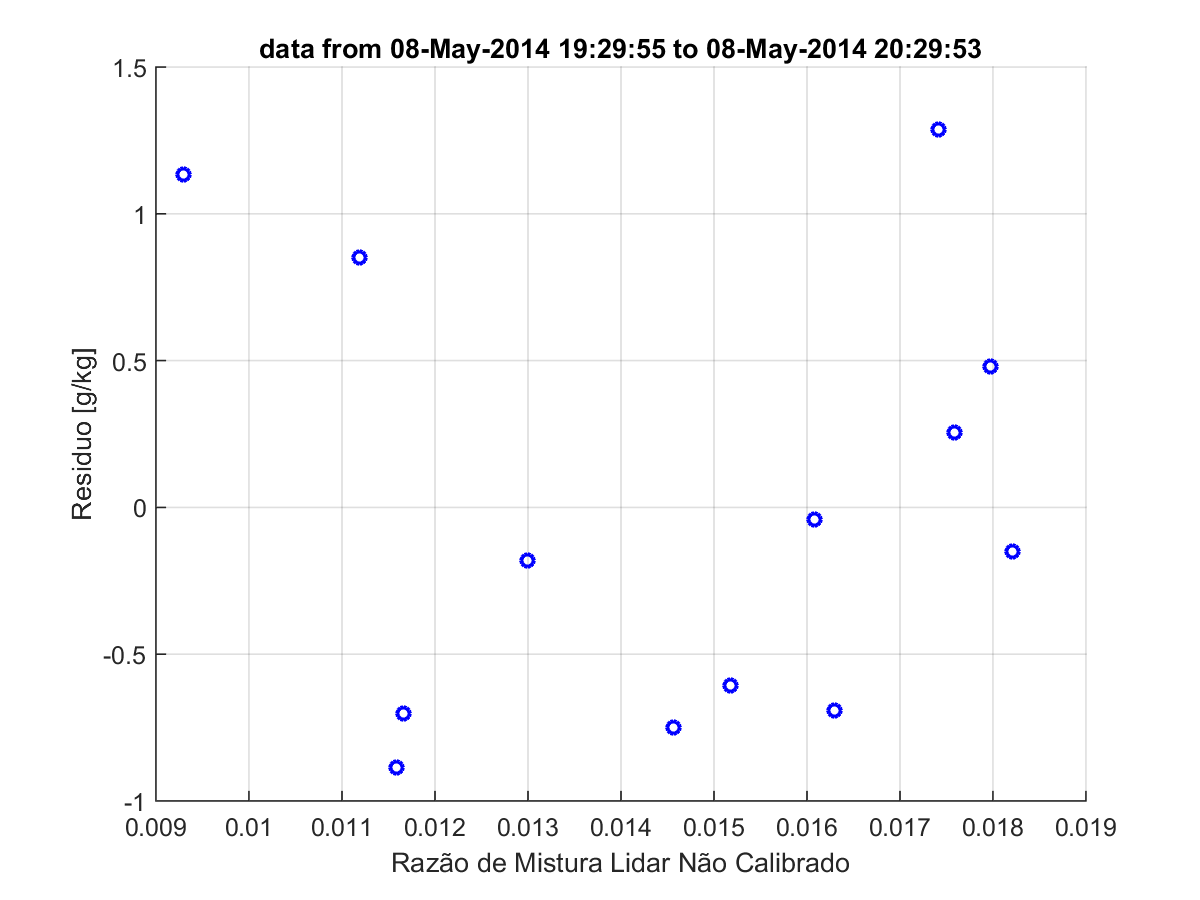 data from 08-May-2014 19:29:55 to 08-May-2014 20:29:53
1.5
1
0.5
0
-0.5
-1
Residuo [g/kg]
0.009 0.01 0.011 0.012 0.013 0.014 0.015 0.016 0.017 0.018 0.019
Razão de Mistura Lidar Não Calibrado